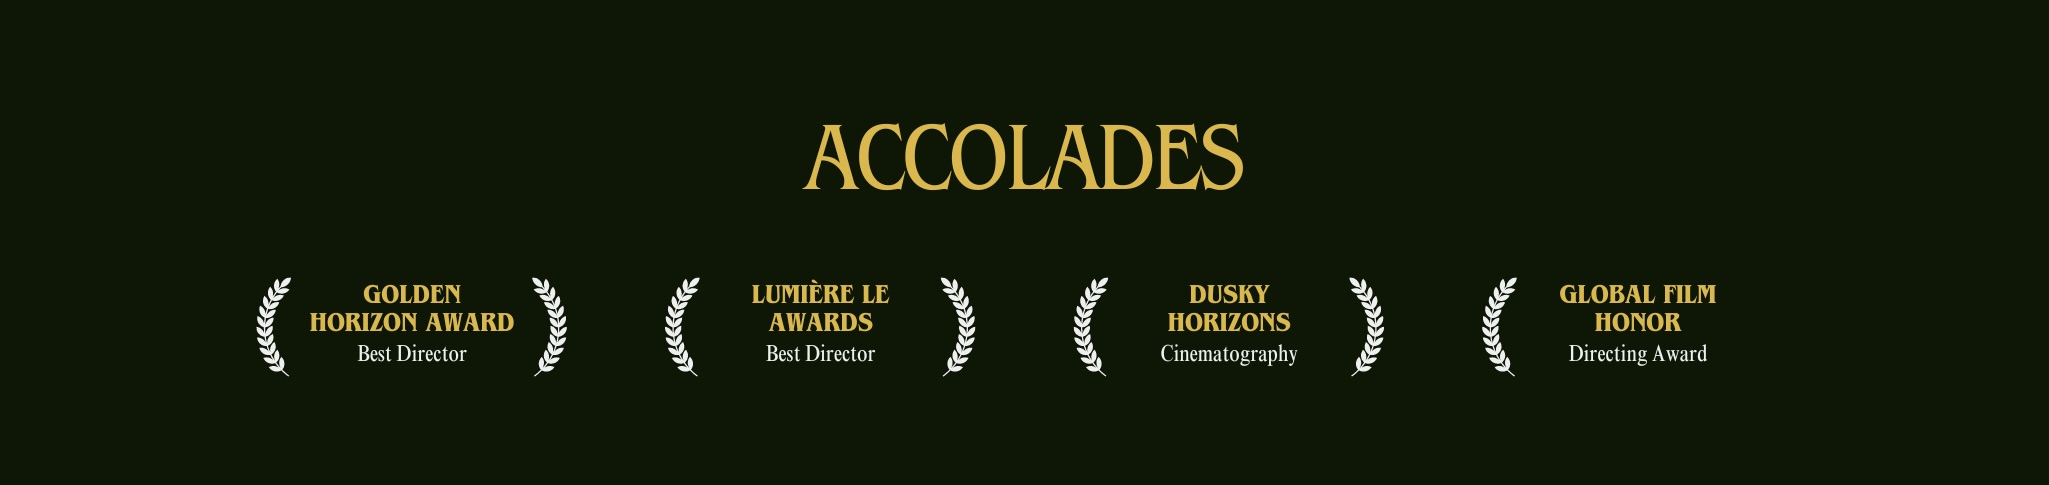 ACCOLADES
GOLDEN
HORIZON AWARD
Best Director
LUMIÈRE LE
AWARDS
Best Director
DUSKY
HORIZONS
Cinematography
GLOBAL FILM
HONOR
Directing Award